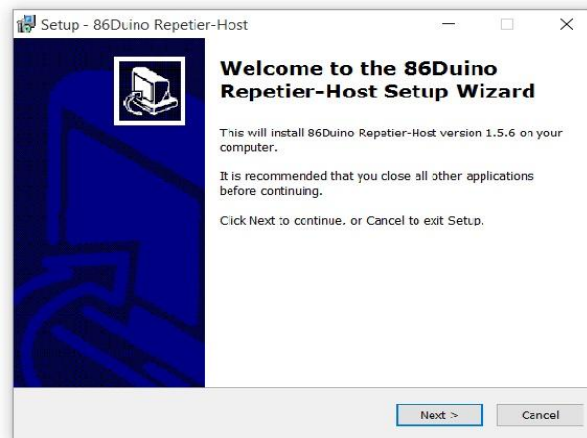 Setup - 86Duino Repetier-Host
Welcome to the 86Duino
Repetier-Host Setup Wizard
This will install 86Duino Repetier-Host version 1.5.6 on your
computer.
It is recommended that you close all other applications
before continuing.
Click Next to continue, or Cancel to exit Setup.
Next >
Cancel